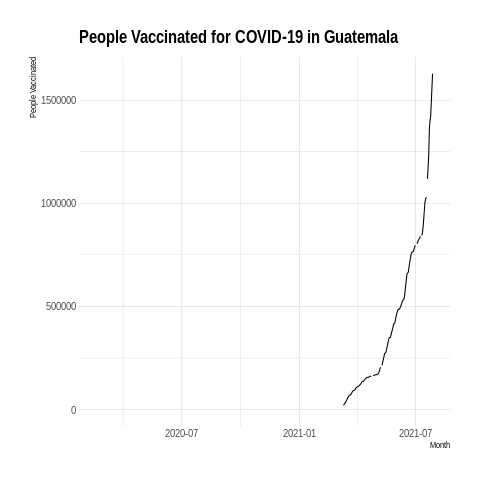 People Vaccinated for COVID-19 in Guatemala
People Vaccinated
1500000
1000000
500000
0
2020-07
2021-01
2021-07
Month